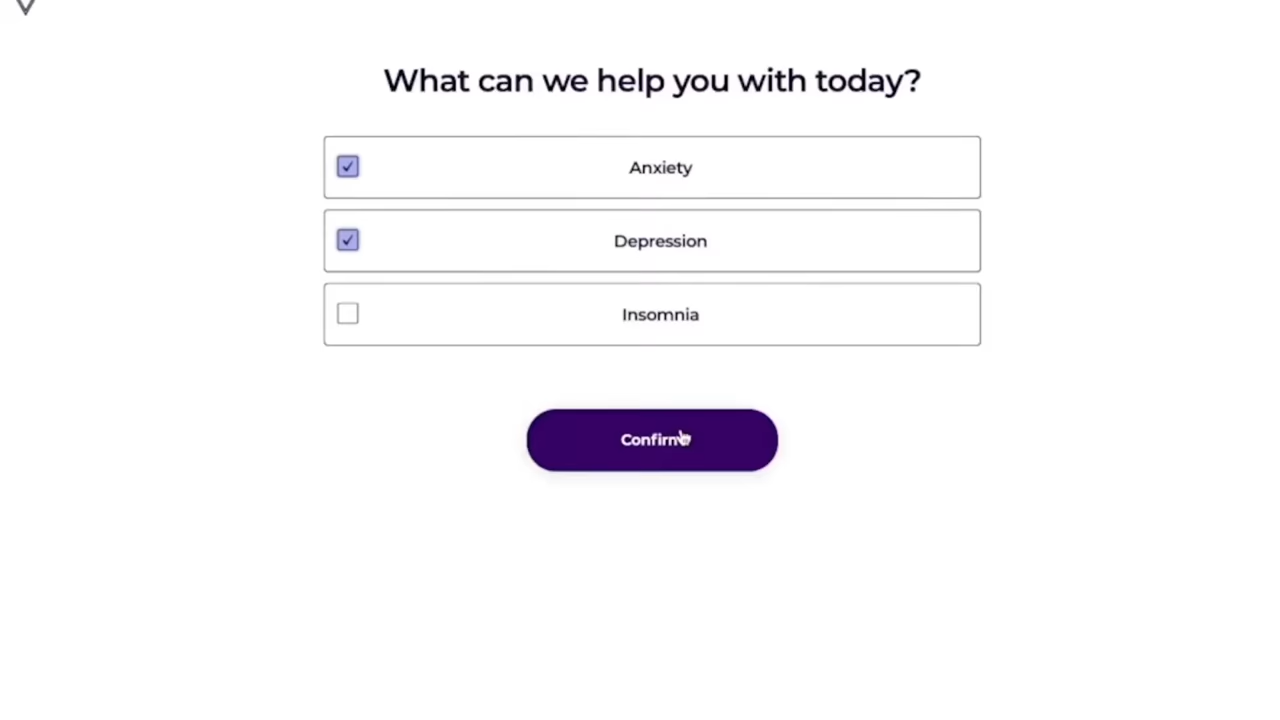 What can we help you with today?
Anxiety
Depression
Insomnia
Confirm